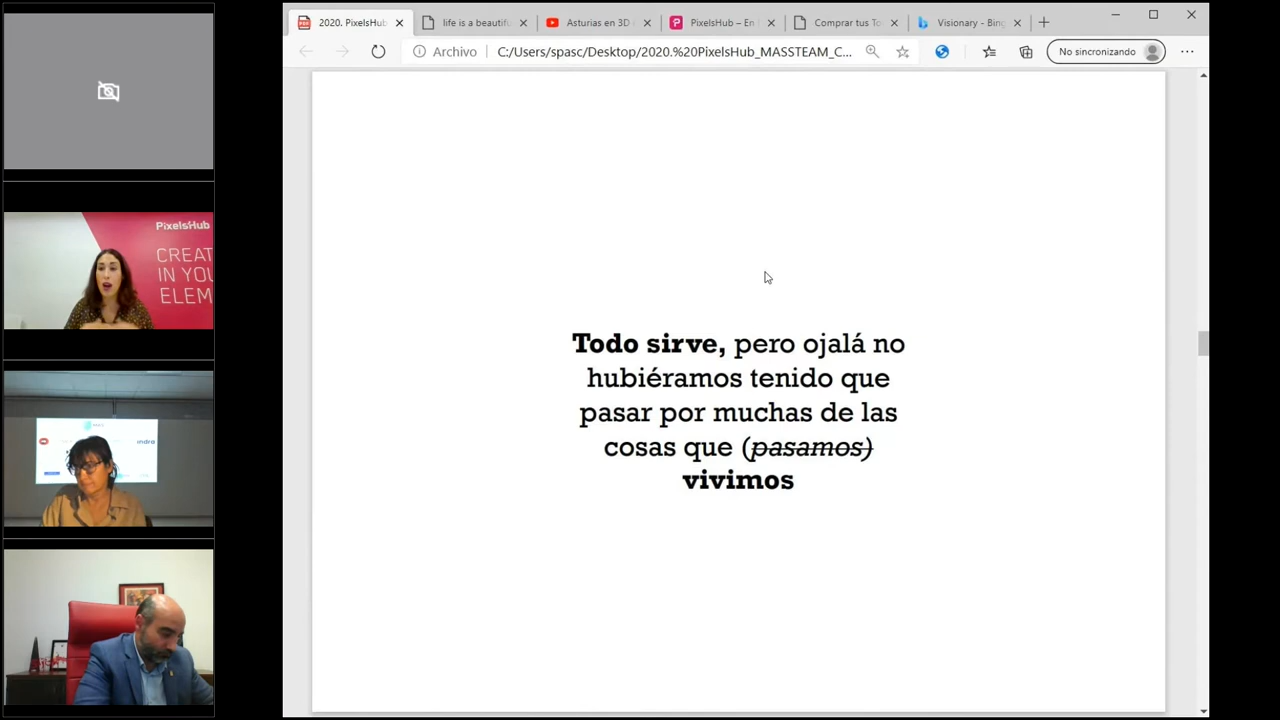 2020. PixelsHub
life is a beautifu
Asturias en 3D
PixelsHub – En
Comprar tus To
Visionary - Bing
Archivo
C:/Users/spasc/Desktop/2020.%20PixelsHub_MASSTEAM_C...
No sincronizando
PixelsHub
CREAT
IN YOU
ELEM
indra
Todo sirve, pero ojalá no
hubiéramos tenido que
pasar por muchas de las
cosas que (pasamos)
vivimos